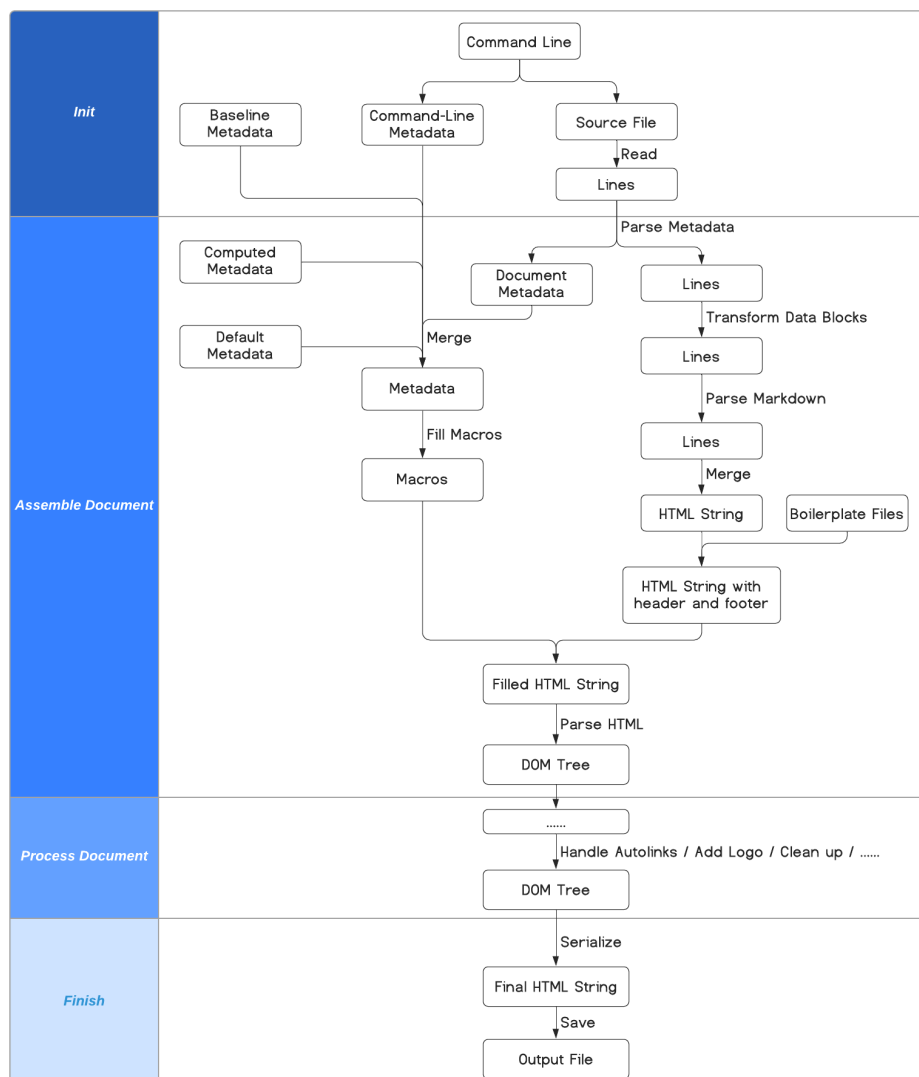 Command Line
Init
Baseline
Metadata
Command-Line
Metadata
Source File
Read
Lines
Parse Metadata
Computed
Metadata
Document
Metadata
Lines
Transform Data Blocks
Default
Metadata
Merge
Lines
Metadata
Parse Markdown
Fill Macros
Lines
Macros
Merge
Assemble Document
HTML String
Boilerplate Files
HTML String with
header and footer
Filled HTML String
Parse HTML
DOM Tree
......
Process Document
Handle Autolinks / Add Logo / Clean up / ......
DOM Tree
Serialize
Finish
Final HTML String
Save
Output File